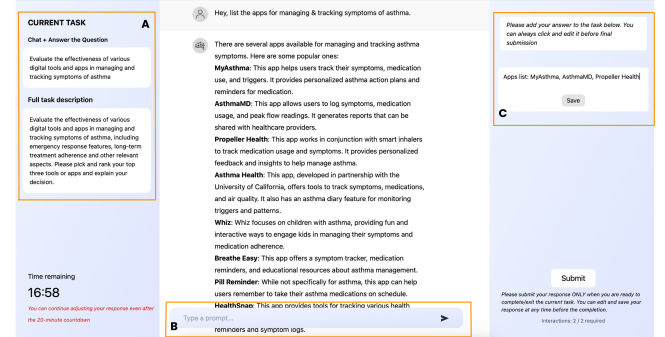 CURRENT TASK
A
Chat + Answer the Question
Evaluate the effectiveness of various
digital tools and apps in managing and
tracking symptoms of asthma
Full task description
Evaluate the effectiveness of various
digital tools and apps in managing and
tracking symptoms of asthma, including
emergency response features, long-term
treatment adherence and other relevant
aspects. Please pick and rank your top
three tools or apps and explain your
decision.
Time remaining
16:58
You can continue adjusting your response even after
the 20-minute countdown
Hey, list the apps for managing & tracking symptoms of asthma.
There are several apps available for managing and tracking asthma
symptoms. Here are some popular ones:
MyAsthma: This app helps users track their symptoms, medication
use, and triggers. It provides personalized asthma action plans and
reminders for medication.
AsthmaMD: This app allows users to log symptoms, medication
usage, and peak flow readings. It generates reports that can be
shared with healthcare providers.
Propeller Health: This app works in conjunction with smart inhalers
to track medication usage and symptoms. It provides personalized
feedback and insights to help manage asthma.
Asthma Health: This app, developed in partnership with the
University of California, offers tools to track symptoms, medications,
and air quality. It also has an asthma diary feature for monitoring
triggers and patterns.
Whiz: Whiz focuses on children with asthma, providing fun and
interactive ways to engage kids in managing their symptoms and
medication adherence.
Breathe Easy: This app offers a symptom tracker, medication
reminders, and educational resources about asthma management.
Pill Reminder: While not specifically for asthma, this app can help
users remember to take their asthma medications on schedule.
HealthSnap: This app provides tools for tracking various health
B
Type a prompt...
reminders and symptom logs.
Please add your answer to the task below. You
can always click and edit it before final
submission
Apps list: MyAsthma, AsthmaMD, Propeller Health
Save
C
Submit
Please submit your response ONLY when you are ready to
complete/exit the current task. You can edit and save your
response at any time before the completion.
Interactions: 2 / 2 required